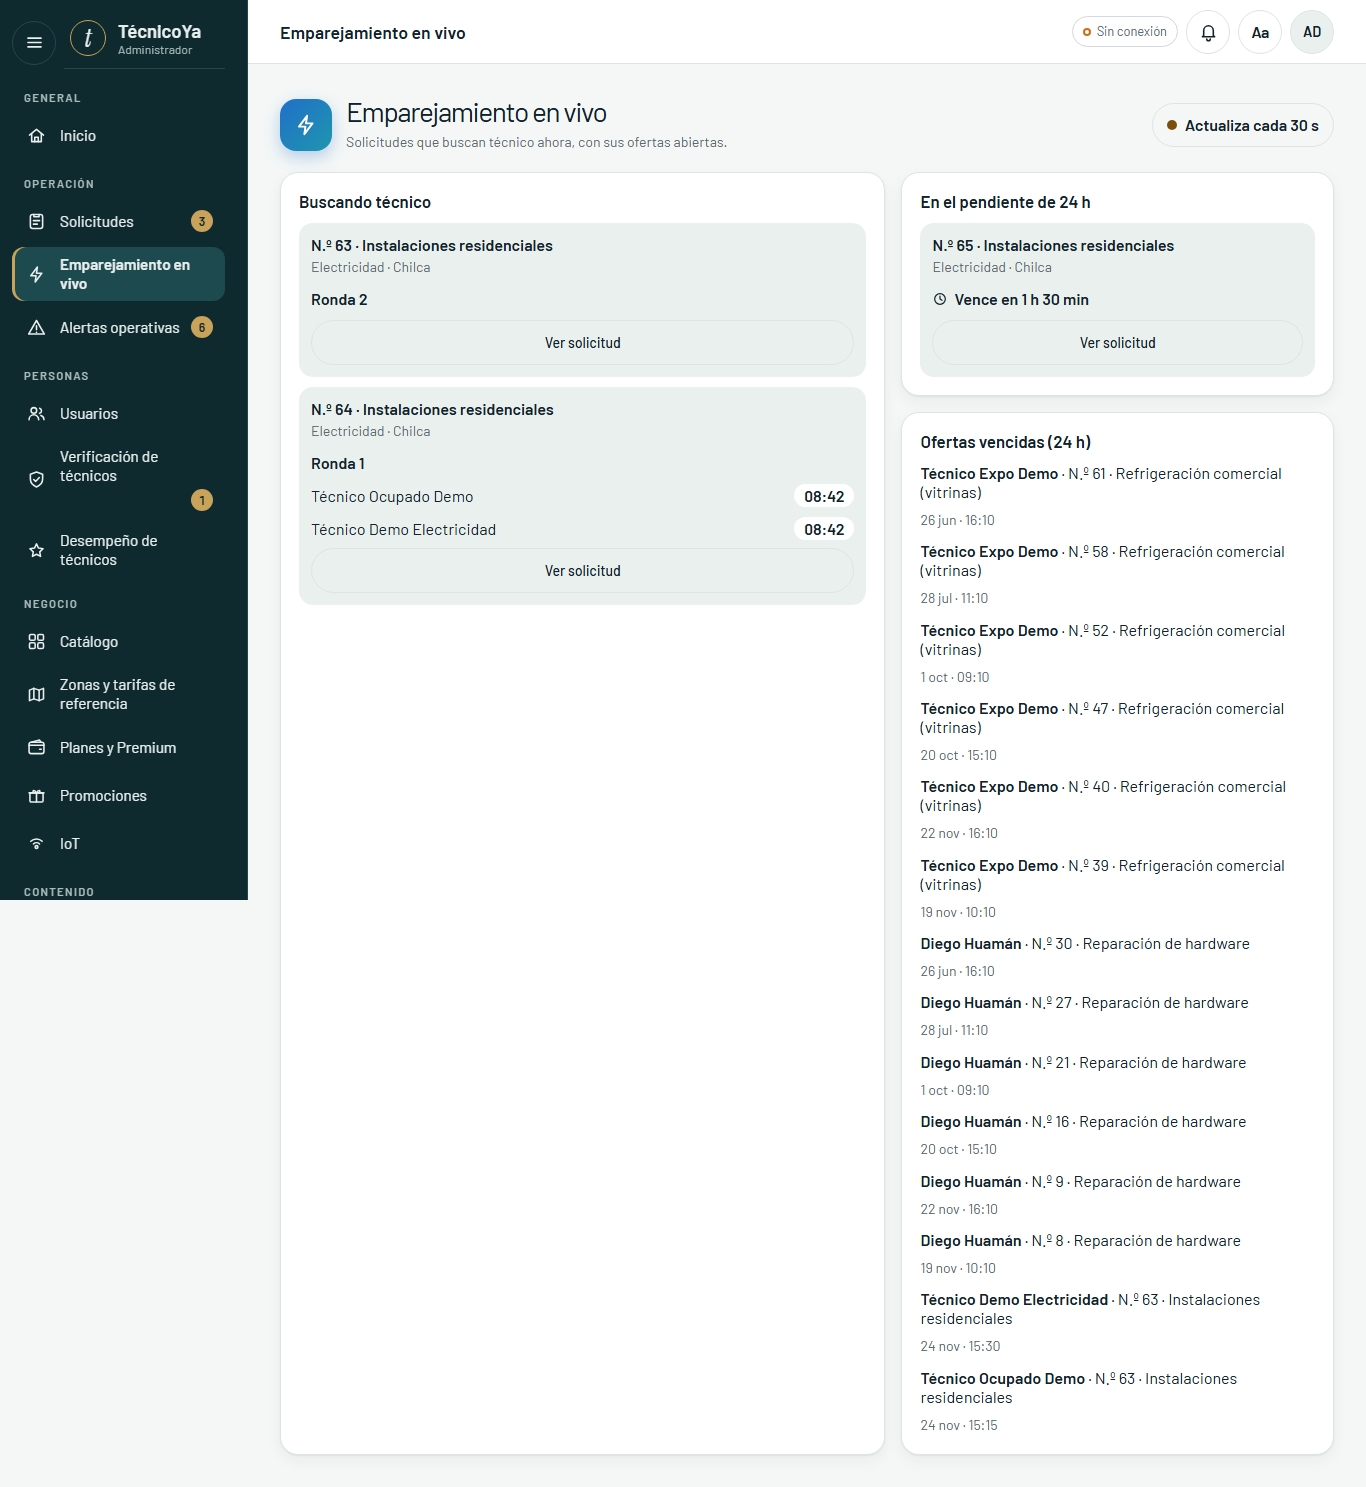 t
TécnicoYa
Administrador
GENERAL
Inicio
OPERACIÓN
Solicitudes 3
Emparejamiento en
vivo
Alertas operativas 6
PERSONAS
Usuarios
Verificación de
técnicos
1
Desempeño de
técnicos
NEGOCIO
Catálogo
Zonas y tarifas de
referencia
Planes y Premium
Promociones
IoT
CONTENIDO
Emparejamiento en vivo
Sin conexión
Aa
AD
Emparejamiento en vivo
Solicitudes que buscan técnico ahora, con sus ofertas abiertas.
Actualiza cada 30 s
Buscando técnico
N.º 63 · Instalaciones residenciales
Electricidad · Chilca
Ronda 2
Ver solicitud
N.º 64 · Instalaciones residenciales
Electricidad · Chilca
Ronda 1
Técnico Ocupado Demo 08:42
Técnico Demo Electricidad 08:42
Ver solicitud
En el pendiente de 24 h
N.º 65 · Instalaciones residenciales
Electricidad · Chilca
Vence en 1 h 30 min
Ver solicitud
Ofertas vencidas (24 h)
Técnico Expo Demo · N.º 61 · Refrigeración comercial
(vitrinas)
26 jun · 16:10
Técnico Expo Demo · N.º 58 · Refrigeración comercial
(vitrinas)
28 jul · 11:10
Técnico Expo Demo · N.º 52 · Refrigeración comercial
(vitrinas)
1 oct · 09:10
Técnico Expo Demo · N.º 47 · Refrigeración comercial
(vitrinas)
20 oct · 15:10
Técnico Expo Demo · N.º 40 · Refrigeración comercial
(vitrinas)
22 nov · 16:10
Técnico Expo Demo · N.º 39 · Refrigeración comercial
(vitrinas)
19 nov · 10:10
Diego Huamán · N.º 30 · Reparación de hardware
26 jun · 16:10
Diego Huamán · N.º 27 · Reparación de hardware
28 jul · 11:10
Diego Huamán · N.º 21 · Reparación de hardware
1 oct · 09:10
Diego Huamán · N.º 16 · Reparación de hardware
20 oct · 15:10
Diego Huamán · N.º 9 · Reparación de hardware
22 nov · 16:10
Diego Huamán · N.º 8 · Reparación de hardware
19 nov · 10:10
Técnico Demo Electricidad · N.º 63 · Instalaciones
residenciales
24 nov · 15:30
Técnico Ocupado Demo · N.º 63 · Instalaciones
residenciales
24 nov · 15:15